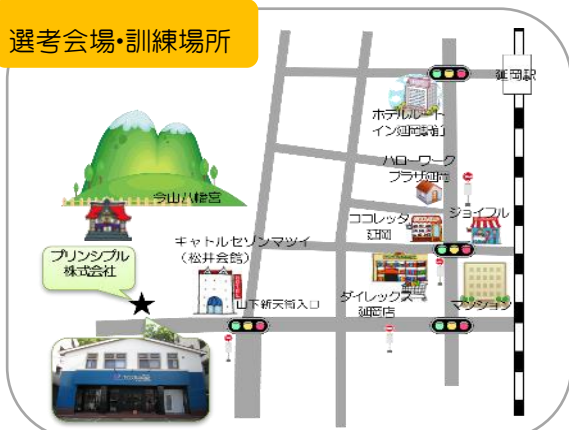 選考会場・訓練場所
延岡駅
ホテルルート
イン延岡駅前
ハローワーク
プラザ延岡
今山八幡宮
ココレッタ
延岡
ジョイフル
キャトルセゾンマツイ
（松井会館）
プリンシプル
株式会社
山下新天街入口
ダイレックス
延岡店
マンション